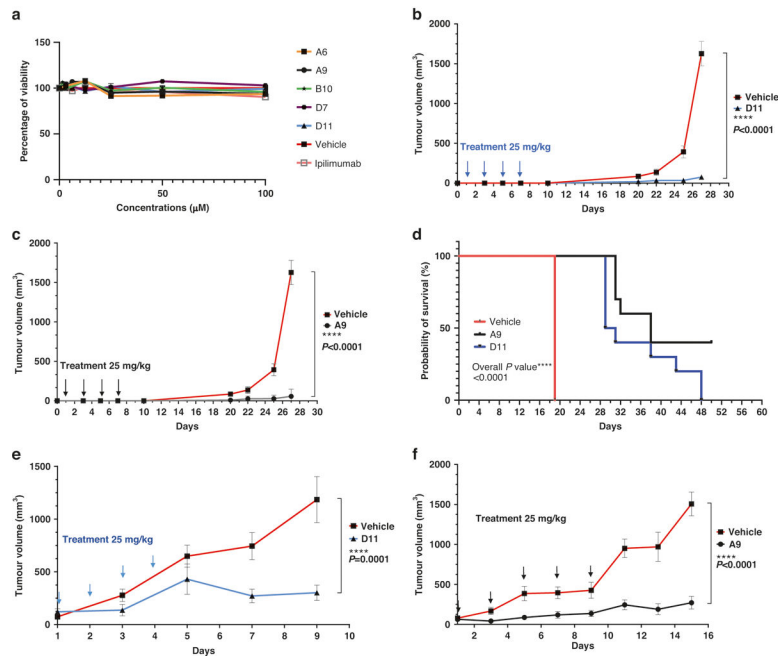 a
150
100
50
0
0
50
100
Percentage of viability
Concentrations (μM)
A6
A9
B10
D7
D11
Vehicle
Ipilimumab
b
2000
1500
1000
500
0
0 2 4 6 8 10 12 14 16 18 20 22 24 26 28 30
Tumour volume (mm³)
Days
Treatment 25 mg/kg
Vehicle
D11
****
P<0.0001
c
2000
1500
1000
500
0
0 2 4 6 8 10 12 14 16 18 20 22 24 26 28 30
Tumour volume (mm³)
Days
Treatment 25 mg/kg
Vehicle
A9
****
P<0.0001
d
100
50
0
0 4 8 12 16 20 24 28 32 36 40 44 48 52 56 60
Probability of survival (%)
Days
Vehicle
A9
D11
Overall P value****
<0.0001
e
1500
1000
500
0
1 2 3 4 5 6 7 8 9 10
Tumour volume (mm³)
Days
Treatment 25 mg/kg
Vehicle
D11
****
P=0.0001
f
2000
1500
1000
500
0
2 4 6 8 10 12 14 16
Tumour volume (mm³)
Days
Treatment 25 mg/kg
Vehicle
A9
****
P<0.0001